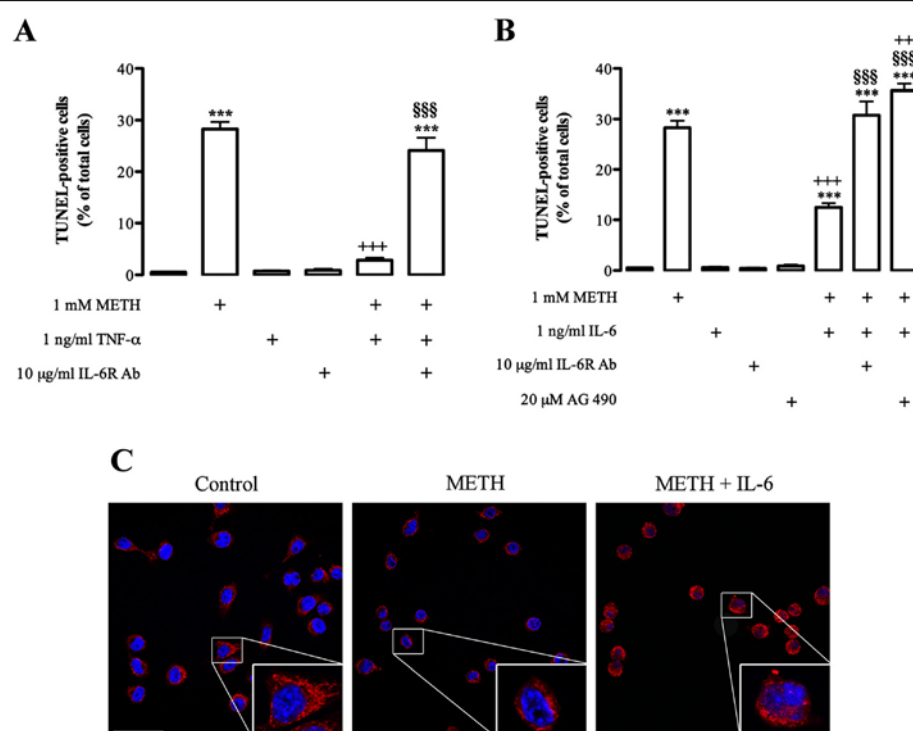 A
TUNEL-positive cells
(% of total cells)
40
30
20
10
0
***
+++
§§§
***
1 mM METH + + +
1 ng/ml TNF-α + + +
10 µg/ml IL-6R Ab + +
B
TUNEL-positive cells
(% of total cells)
40
30
20
10
0
***
+++
***
§§§
***
++
§§§
***
1 mM METH + + + +
1 ng/ml IL-6 + + + +
10 µg/ml IL-6R Ab + +
20 µM AG 490 + +
C
Control METH METH + IL-6